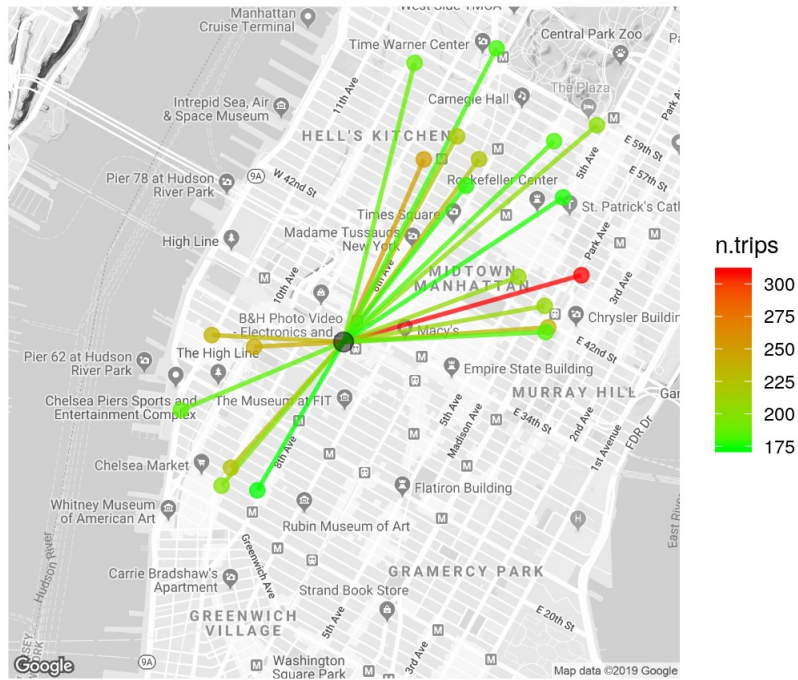 Manhattan
Cruise Terminal
West Side YMCA
Time Warner Center
Central Park Zoo
The Plaza
Carnegie Hall
11th Ave
Intrepid Sea, Air
& Space Museum
HELL'S KITCHEN
Park A
E 59th St
5th Ave
E 57th St
W 42nd St
9A
Pier 78 at Hudson
River Park
Rockefeller Center
Times Square
St. Patrick's Cath
Madame Tussauds
New York
High Line
Park Ave
8th Ave
MIDTOWN
MANHATTAN
10th Ave
3rd Ave
B&H Photo Video
- Electronics and
Macy's
Chrysler Buildin
The High Line
E 42nd St
Pier 62 at Hudson
River Park
Empire State Building
MURRAY HILL
Gar
Chelsea Piers Sports and
Entertainment Complex
The Museum at FIT
5th Ave
Madison Ave
E 34th St
2nd Ave
1st Avenue
FDR Dr
8th Ave
Chelsea Market
Flatiron Building
Whitney Museum
of American Art
Rubin Museum of Art
East River
Hudson River
Greenwich Ave
Carrie Bradshaw's
Apartment
GRAMERCY PARK
Strand Book Store
GREENWICH
VILLAGE
5th Ave
E 20th St
3rd Ave
9A
Washington
Square Park
Google
Map data ©2019 Google
n.trips
300
275
250
225
200
175